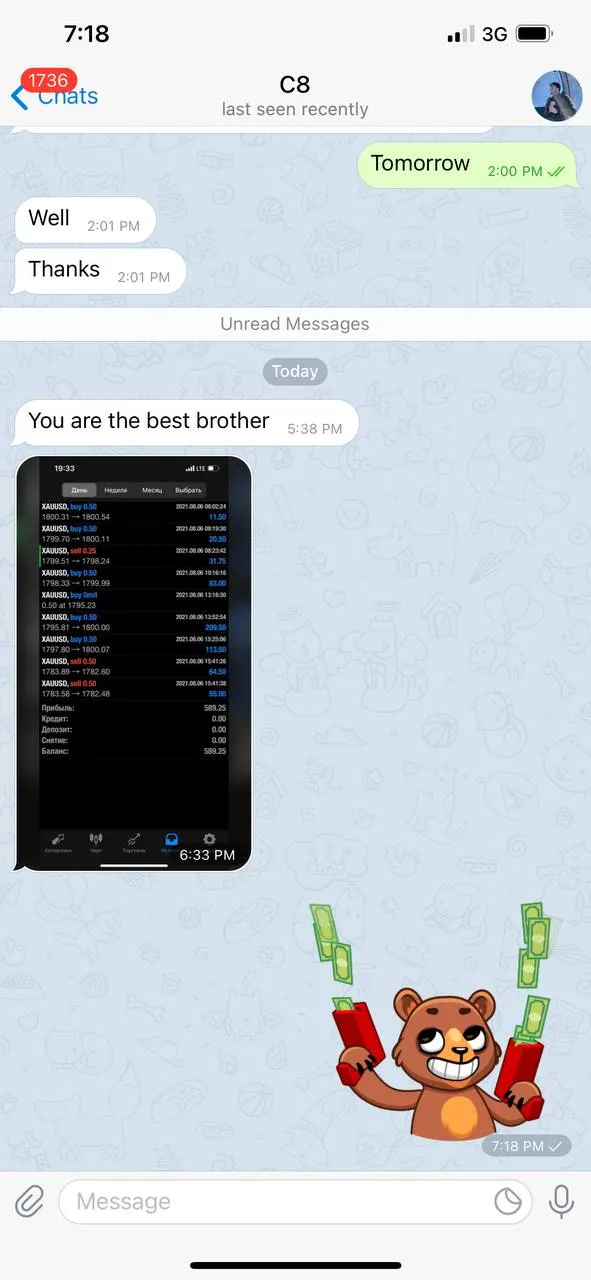 7:18
3G
1736
Chats
C8
last seen recently
Tomorrow 2:00 PM
Well 2:01 PM
Thanks 2:01 PM
Unread Messages
Today
You are the best brother 5:38 PM
19:33
LTE
День Неделя Месяц Выбрать
XAUUSD, buy 0.50 2021.08.06 08:02:24
1800.31 → 1800.54 11.50
XAUUSD, buy 0.50 2021.08.06 08:19:30
1799.70 → 1800.11 20.50
XAUUSD, sell 0.25 2021.08.06 08:23:42
1799.51 → 1798.24 31.75
XAUUSD, buy 0.50 2021.08.06 10:16:16
1798.33 → 1799.99 83.00
XAUUSD, buy limit 2021.08.06 13:16:30
0.50 at 1795.23
XAUUSD, buy 0.50 2021.08.06 13:52:54
1795.81 → 1800.00 209.50
XAUUSD, buy 0.50 2021.08.06 15:25:06
1797.80 → 1800.07 113.50
XAUUSD, sell 0.50 2021.08.06 15:41:26
1783.89 → 1782.60 64.50
XAUUSD, sell 0.50 2021.08.06 15:41:38
1783.58 → 1782.48 55.00
Прибыль: 589.25
Кредит: 0.00
Депозит: 0.00
Снятие: 0.00
Баланс: 589.25
Котировки Чарт Торговля
6:33 PM
7:18 PM
Message